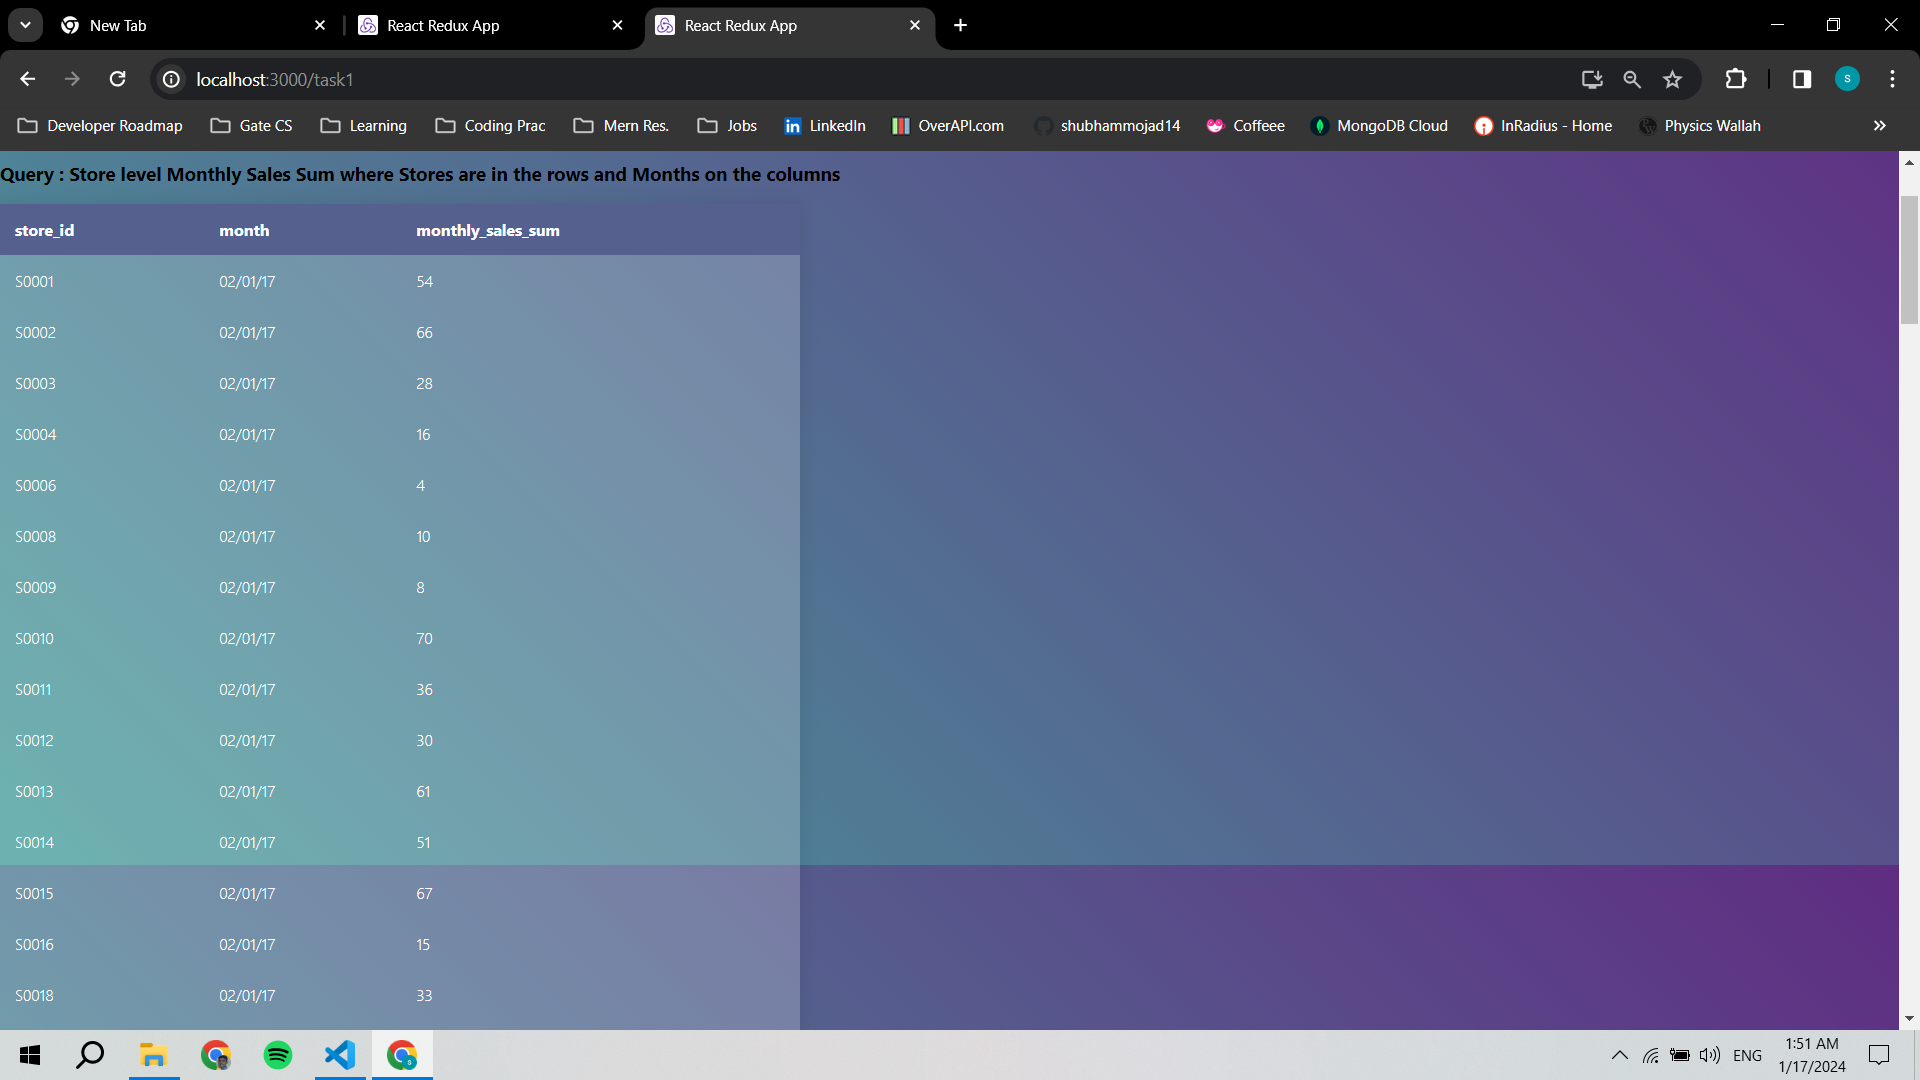 New Tab
React Redux App
React Redux App
localhost:3000/task1
S
Developer Roadmap
Gate CS
Learning
Coding Prac
Mern Res.
Jobs
LinkedIn
OverAPI.com
shubhammojad14
Coffeee
MongoDB Cloud
InRadius - Home
Physics Wallah
Query : Store level Monthly Sales Sum where Stores are in the rows and Months on the columns
store_id month monthly_sales_sum
S0001 02/01/17 54
S0002 02/01/17 66
S0003 02/01/17 28
S0004 02/01/17 16
S0006 02/01/17 4
S0008 02/01/17 10
S0009 02/01/17 8
S0010 02/01/17 70
S0011 02/01/17 36
S0012 02/01/17 30
S0013 02/01/17 61
S0014 02/01/17 51
S0015 02/01/17 67
S0016 02/01/17 15
S0018 02/01/17 33
ENG
1:51 AM
1/17/2024